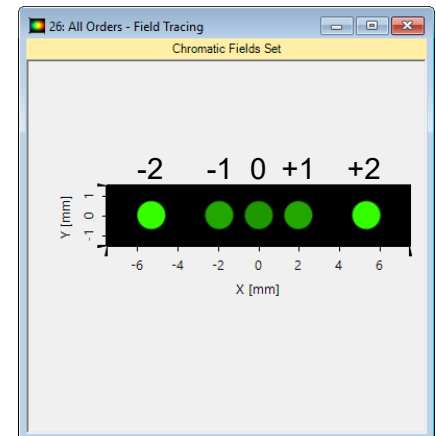 26: All Orders - Field Tracing
Chromatic Fields Set
-2 -1 0 +1 +2
Y [mm]
1
0
-1
-6 -4 -2 0 2 4 6
X [mm]